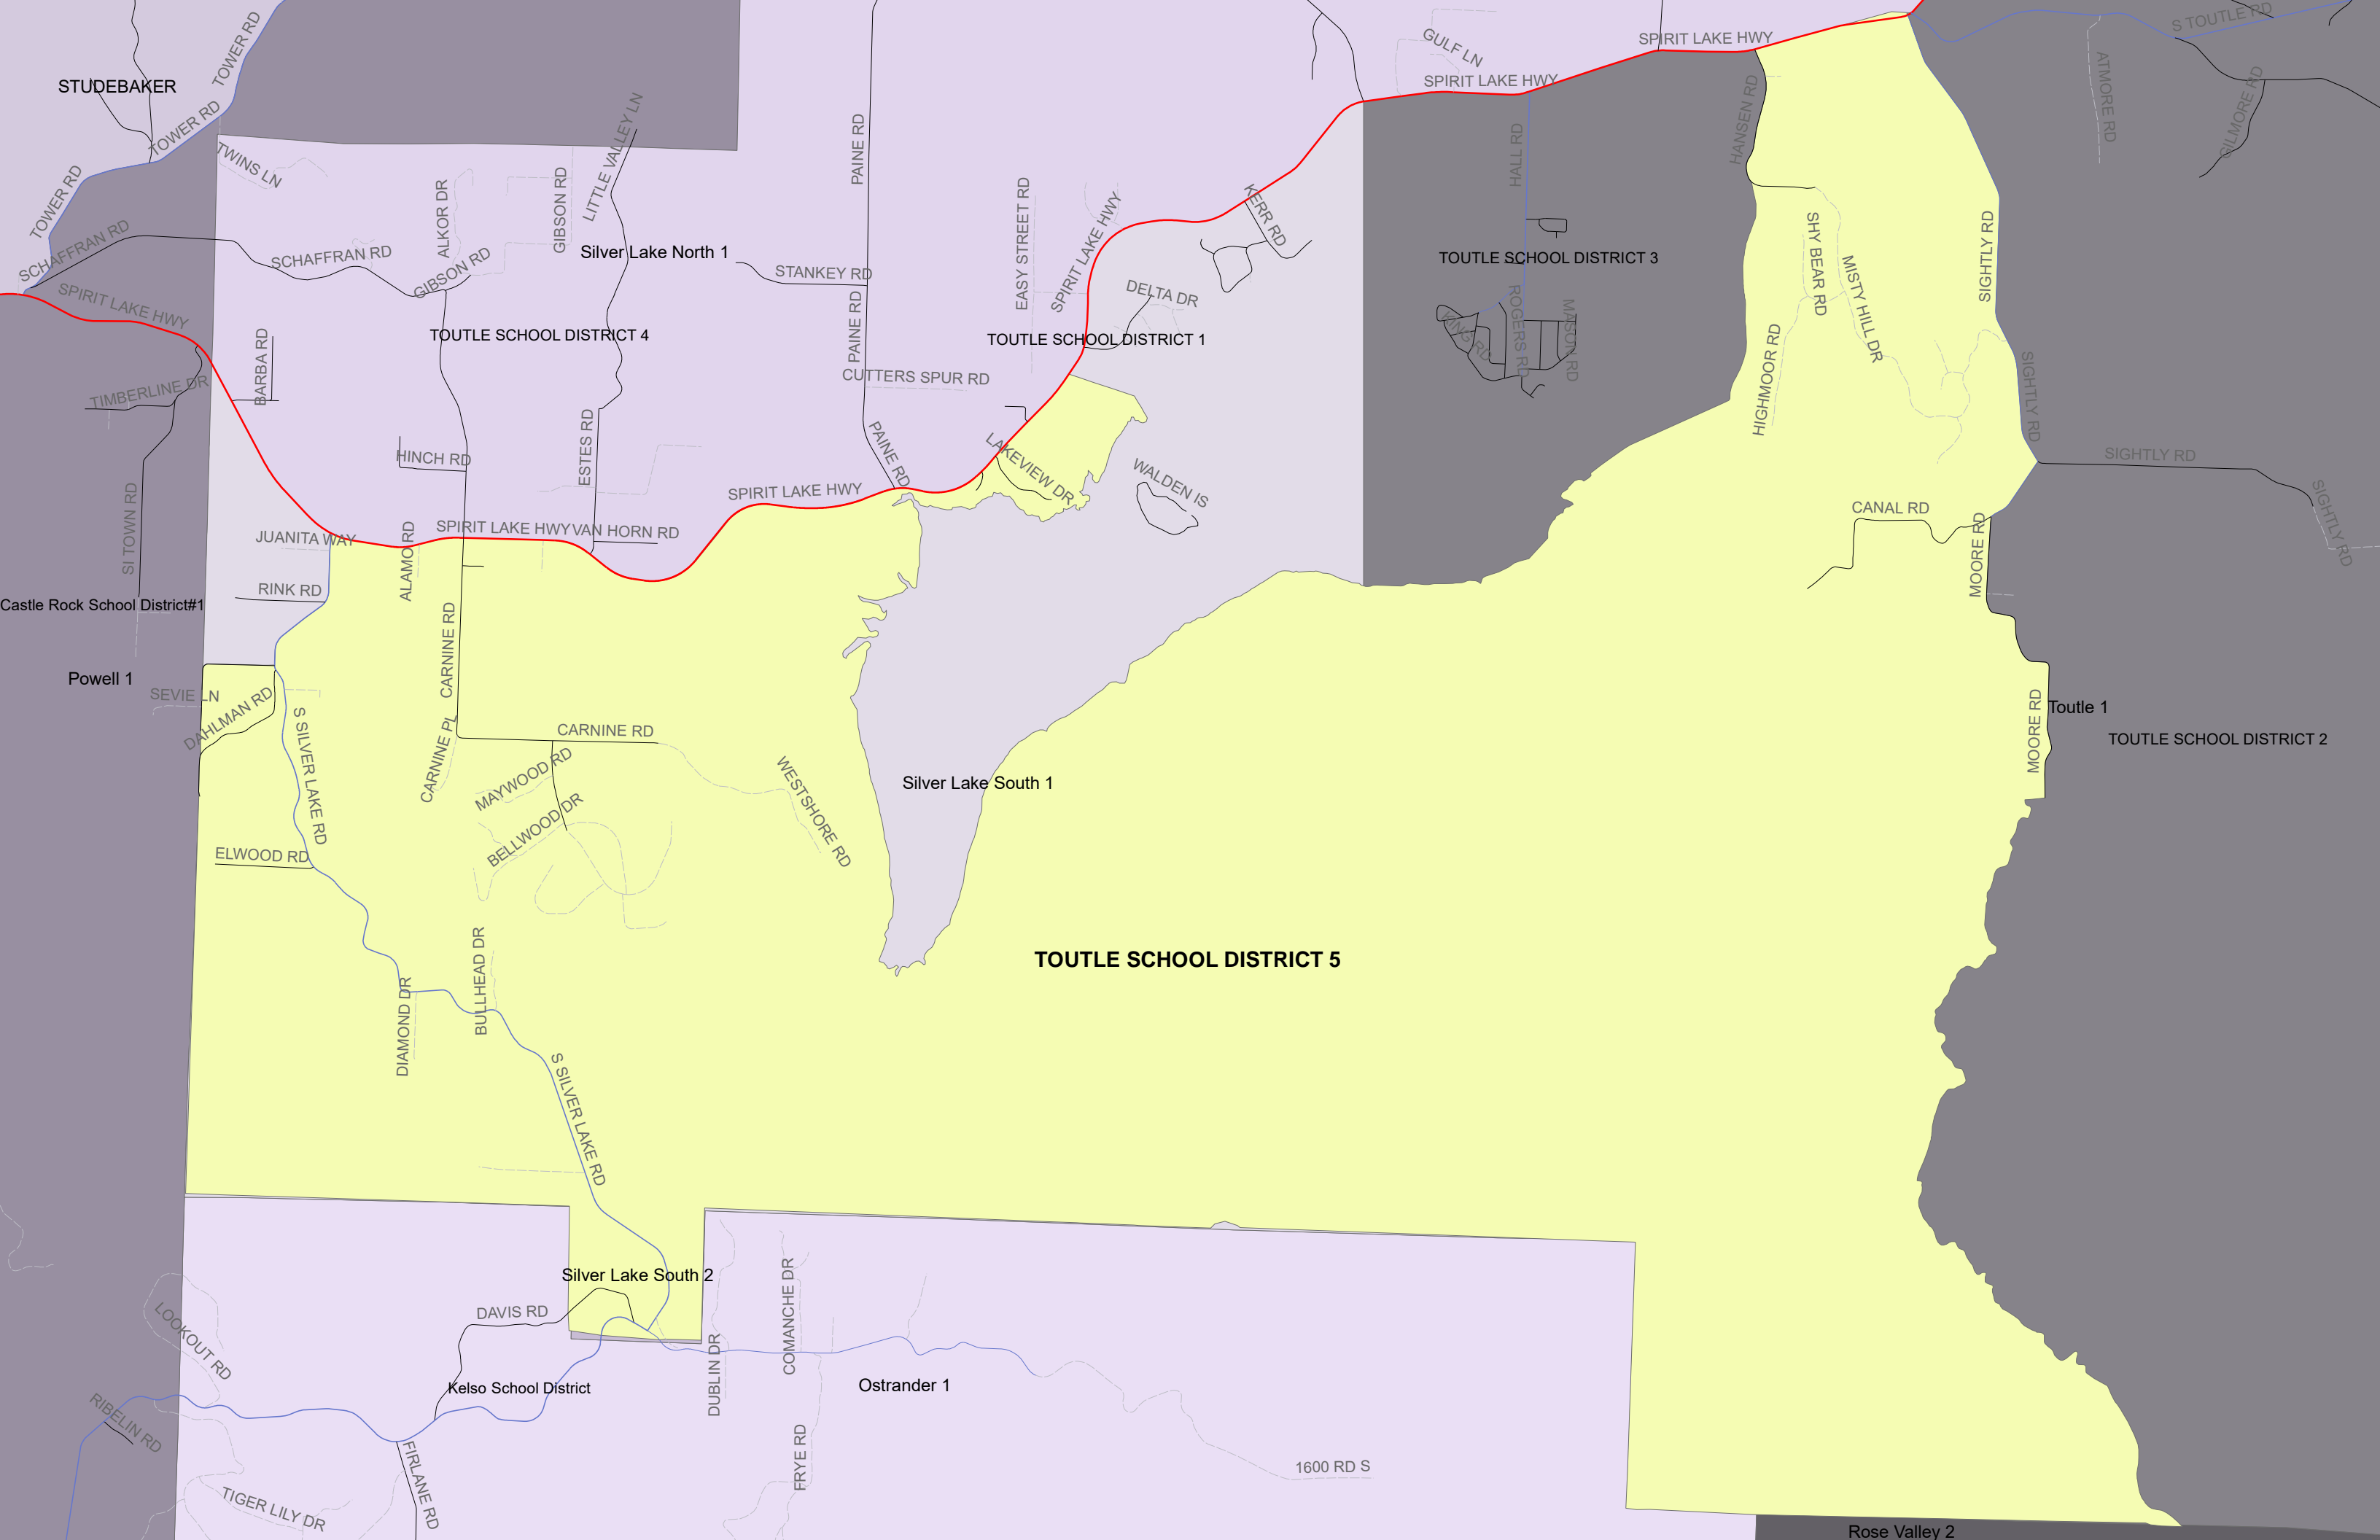 S TOUTLE RD
TOWER RD
SPIRIT LAKE HWY
GULF LN
STUDEBAKER
SPIRIT LAKE HWY
ATMORE RD
GILMORE RD
HANSEN RD
TOWER RD
LITTLE VALLEY LN
PAINE RD
HALL RD
TWINS LN
TOWER RD
ALKOR DR
GIBSON RD
EASY STREET RD
SPIRIT LAKE HWY
KERR RD
SCHAFFRAN RD
SCHAFFRAN RD
Silver Lake North 1
TOUTLE SCHOOL DISTRICT 3
SHY BEAR RD
SIGHTLY RD
GIBSON RD
STANKEY RD
DELTA DR
MISTY HILL DR
SPIRIT LAKE HWY
PAINE RD
ROGERS RD
MASON RD
KING RD
TOUTLE SCHOOL DISTRICT 4
TOUTLE SCHOOL DISTRICT 1
BARBA RD
HIGHMOOR RD
SIGHTLY RD
TIMBERLINE DR
CUTTERS SPUR RD
HINCH RD
ESTES RD
PAINE RD
LAKEVIEW DR
WALDEN IS
SIGHTLY RD
SIGHTLY RD
SI TOWN RD
SPIRIT LAKE HWY
CANAL RD
JUANITA WAY
ALAMO RD
SPIRIT LAKE HWY
VAN HORN RD
MOORE RD
RINK RD
Castle Rock School District#1
CARNINE RD
Powell 1
SEVIE LN
DAHLMAN RD
S SILVER LAKE RD
CARNINE PL
CARNINE RD
MOORE RD
Toutle 1
TOUTLE SCHOOL DISTRICT 2
MAYWOOD RD
WESTSHORE RD
Silver Lake South 1
BELLWOOD DR
ELWOOD RD
TOUTLE SCHOOL DISTRICT 5
DIAMOND DR
BULLHEAD DR
S SILVER LAKE RD
Silver Lake South 2
DAVIS RD
COMANCHE DR
LOOKOUT RD
DUBLIN DR
Kelso School District
Ostrander 1
RIBELIN RD
FIRLANE RD
FRYE RD
1600 RD S
TIGER LILY DR
Rose Valley 2